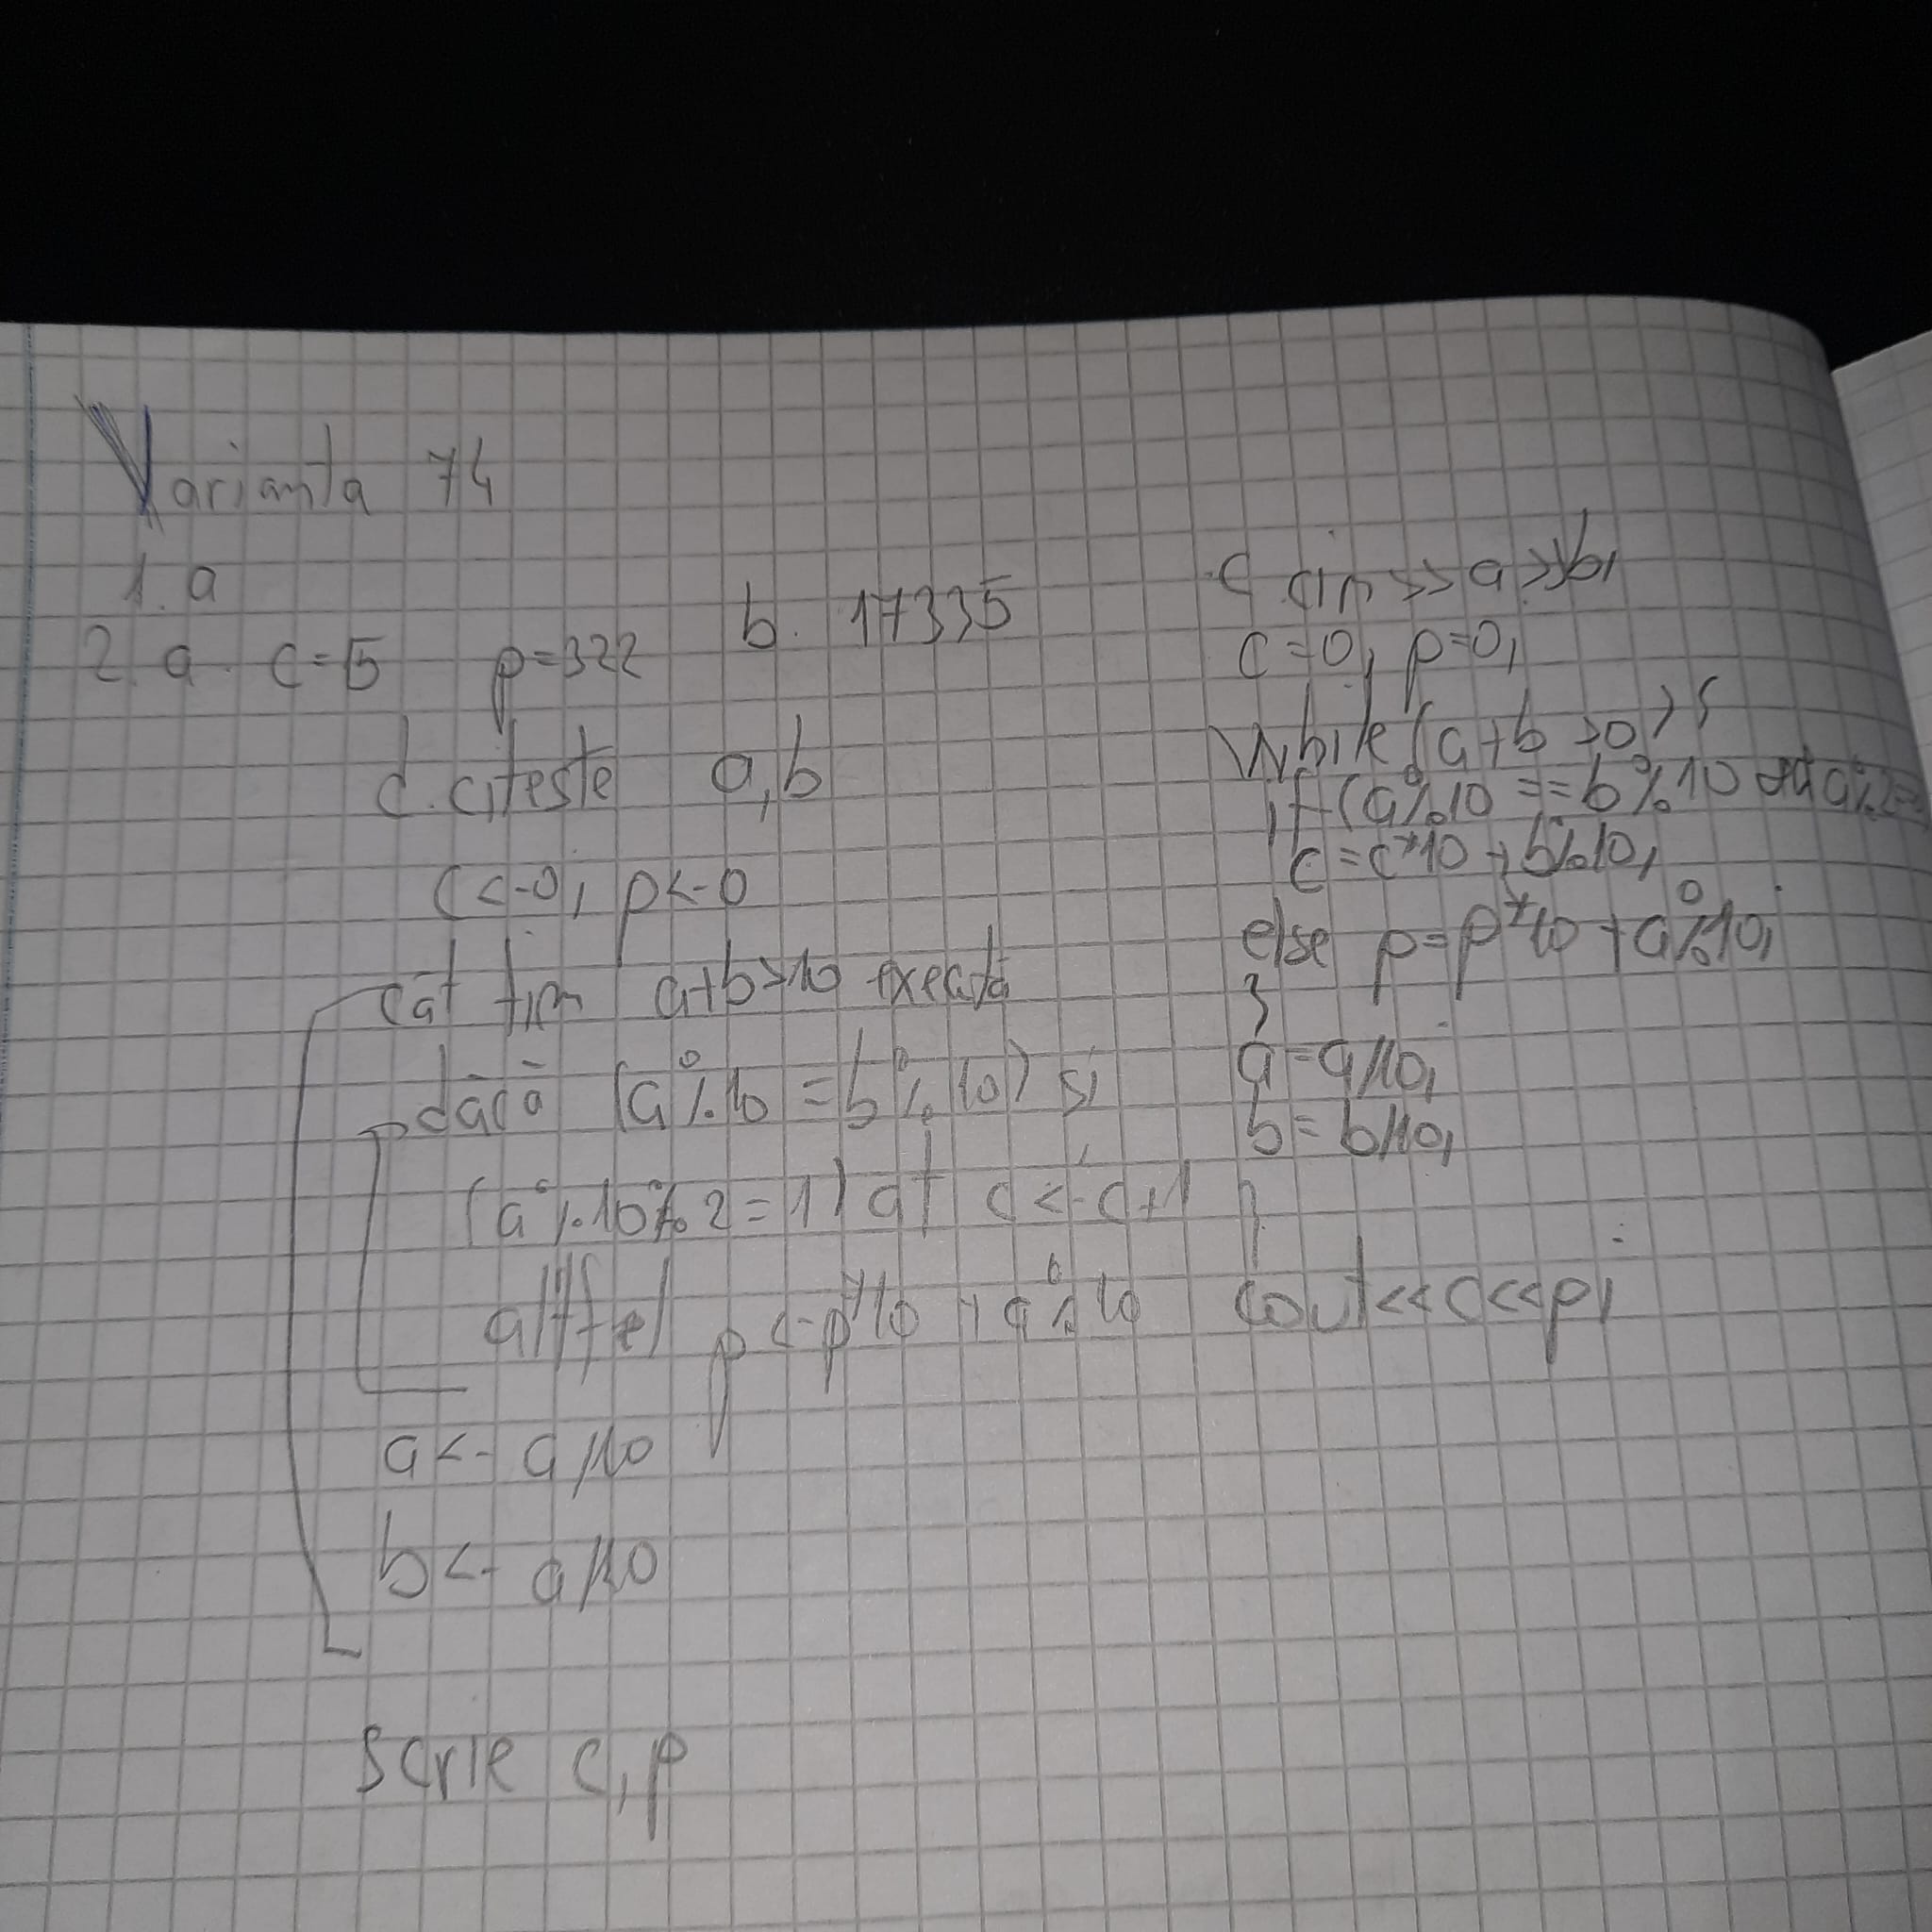 Varianta 74
1. a
2. a. c=5 p=322 b. 17335
d. citeste a,b
c<-0; p<-0
cat timp a+b>10 executa
daca (a%10=b%10) si
(a%10%2=1) at c<-c+1
altfel p<-p*10+a%10
a<-a/10
b<-a/10
scrie c,p
c cin>>a>>b;
c=0; p=0;
while(a+b>0){
if(a%10==b%10 && a%2==
c=c*10+b%10;
else p=p*10+a%10;
}
a=a/10;
b=b/10;
}
cout<<c<<p;